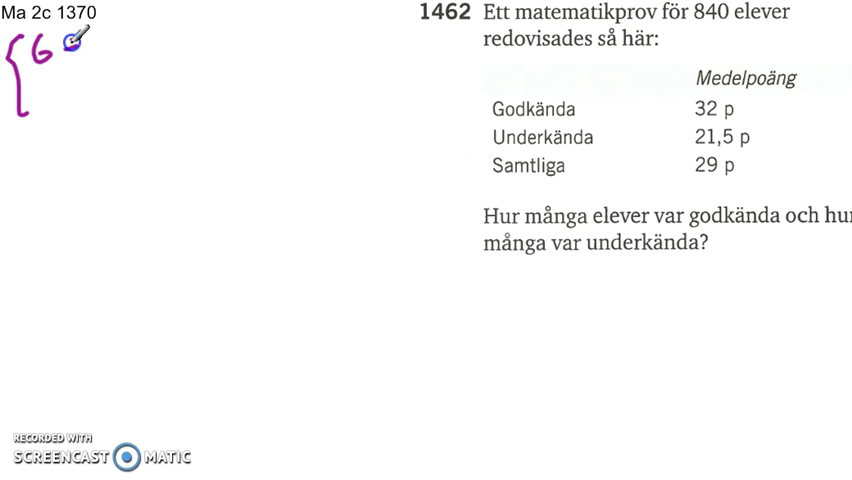 Ma 2c 1370
G
1462 Ett matematikprov för 840 elever
redovisades så här:
Medelpoäng
Godkända 32 p
Underkända 21,5 p
Samtliga 29 p
Hur många elever var godkända och hur
många var underkända?
RECORDED WITH
SCREENCAST MATIC